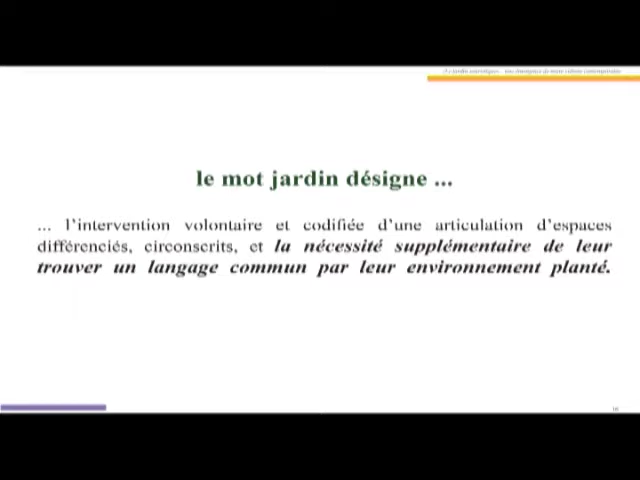 le mot jardin désigne ...
... l'intervention volontaire et codifiée d'une articulation d'espaces
différenciés, circonscrits, et la nécessité supplémentaire de leur
trouver un langage commun par leur environnement planté.